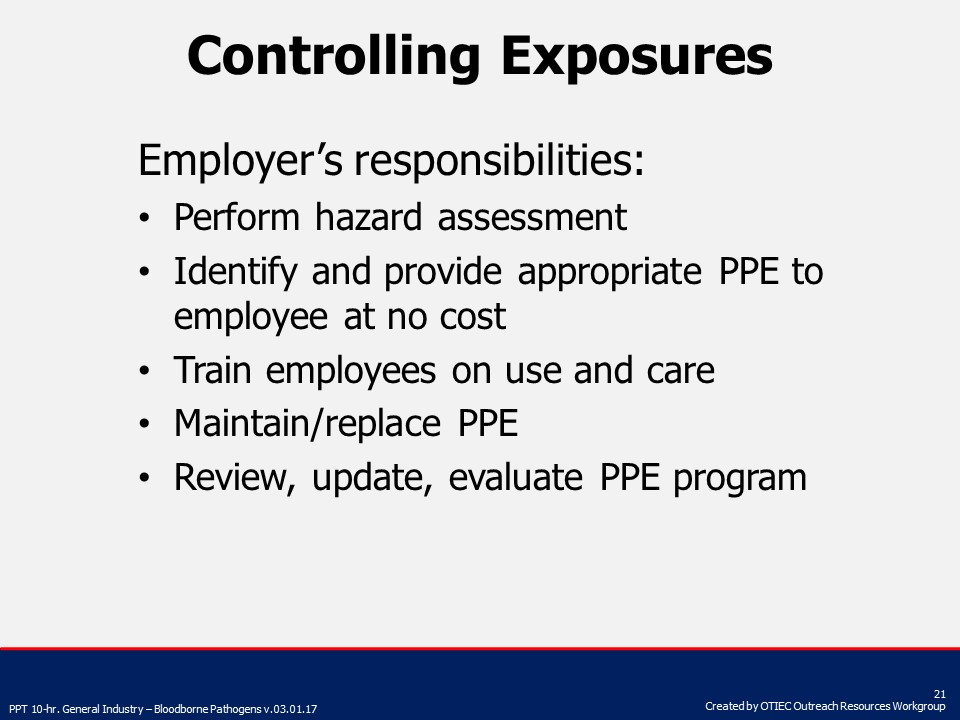 Controlling Exposures
Employer’s responsibilities:
• Perform hazard assessment
• Identify and provide appropriate PPE to
employee at no cost
• Train employees on use and care
• Maintain/replace PPE
• Review, update, evaluate PPE program
21
PPT 10-hr. General Industry – Bloodborne Pathogens v.03.01.17
Created by OTIEC Outreach Resources Workgroup